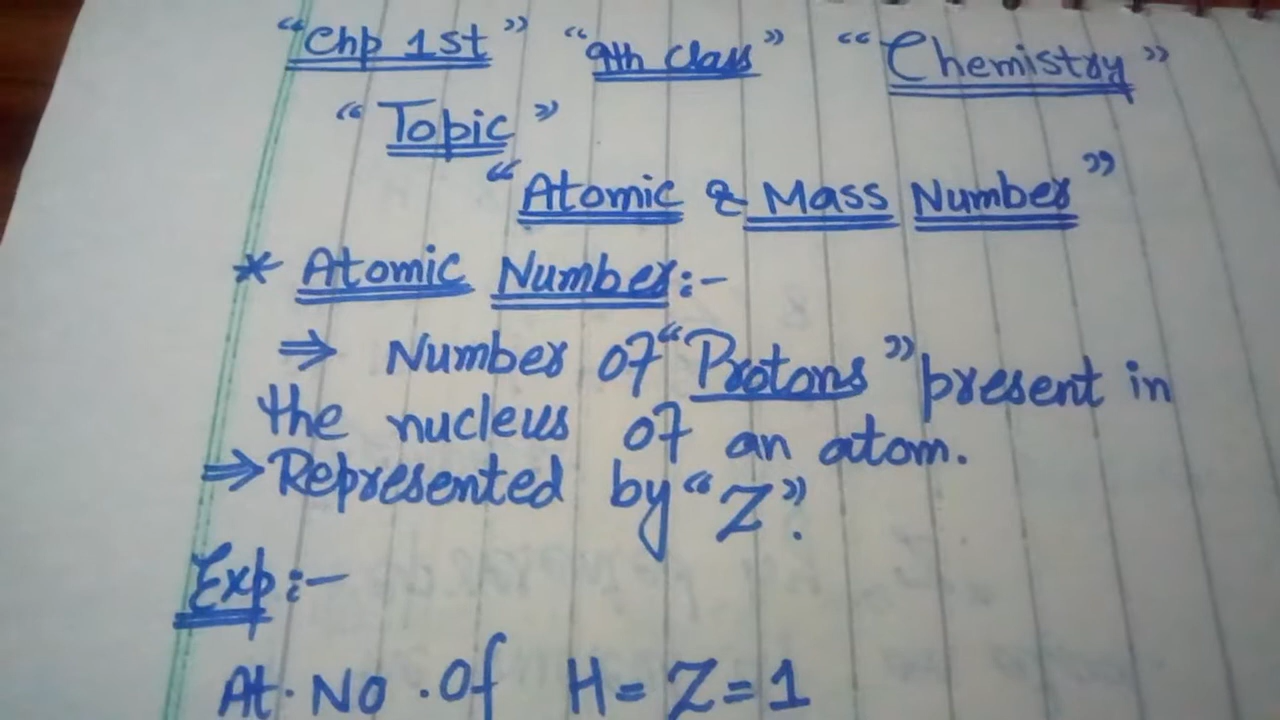 “Chp 1st” “9th Class” “Chemistry”
“Topic”
“Atomic & Mass Number”
* Atomic Number:-
⇒ Number of “Protons” present in
the nucleus of an atom.
⇒ Represented by “Z”.
Exp:-
At. No. of H = Z = 1